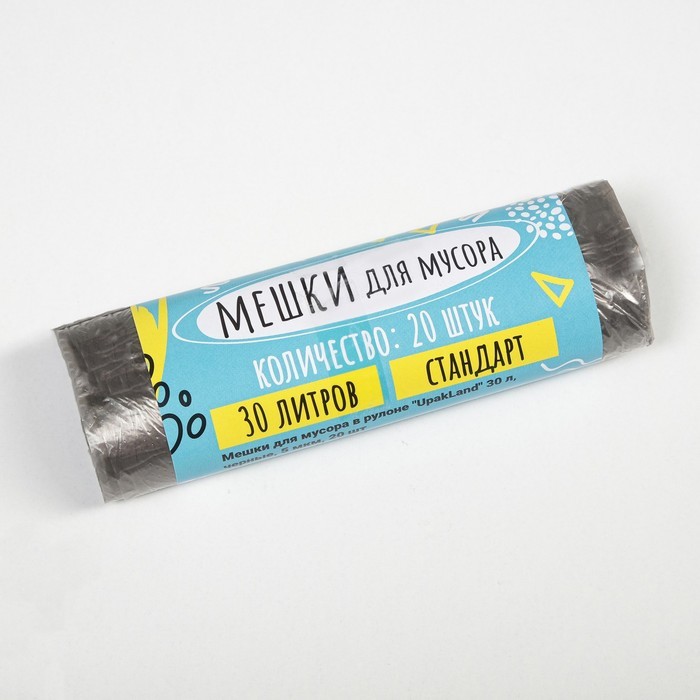 МЕШКИ ДЛЯ МУСОРА
КОЛИЧЕСТВО: 20 ШТУК
30 ЛИТРОВ СТАНДАРТ
Мешки для мусора в рулоне "UpakLand" 30 л,
черные, 5 мкм, 20 шт